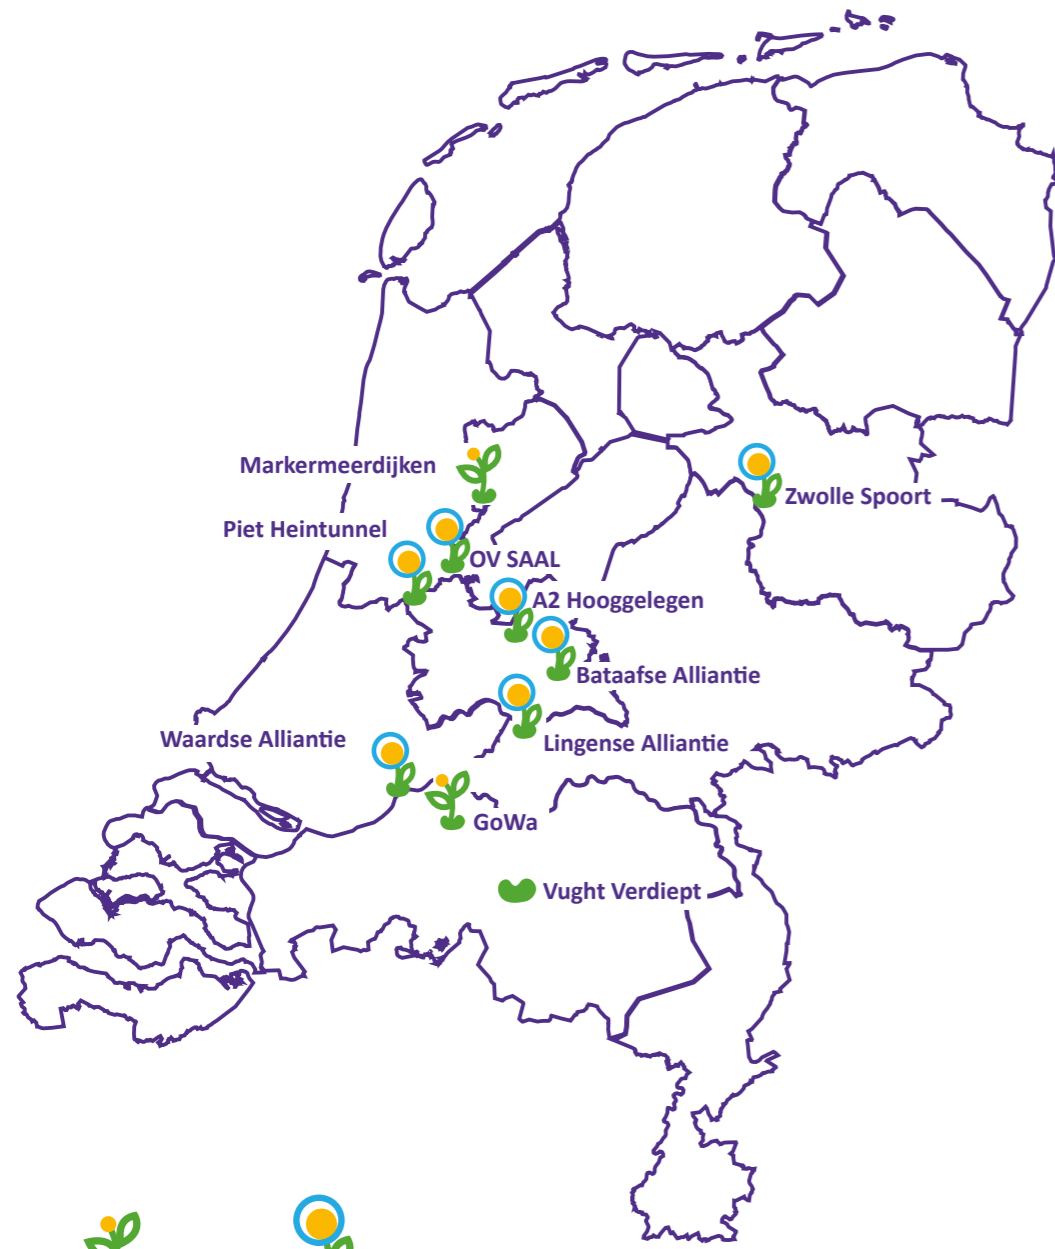 Markermeerdijken
Zwolle Spoort
Piet Heintunnel
OV SAAL
A2 Hooggelegen
Bataafse Alliantie
Waardse Alliantie
Lingense Alliantie
GoWa
Vught Verdiept